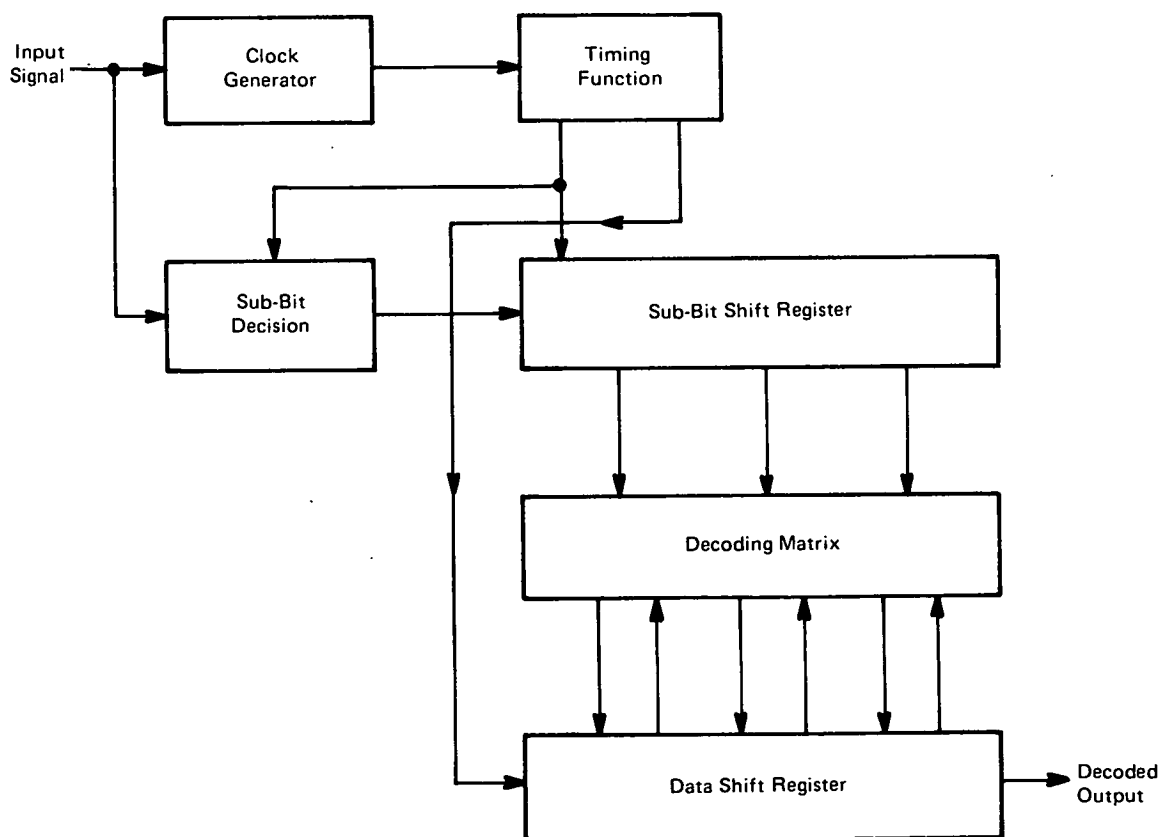 Input
Signal
Clock
Generator
Timing
Function
Sub-Bit
Decision
Sub-Bit Shift Register
Decoding Matrix
Data Shift Register
Decoded
Output